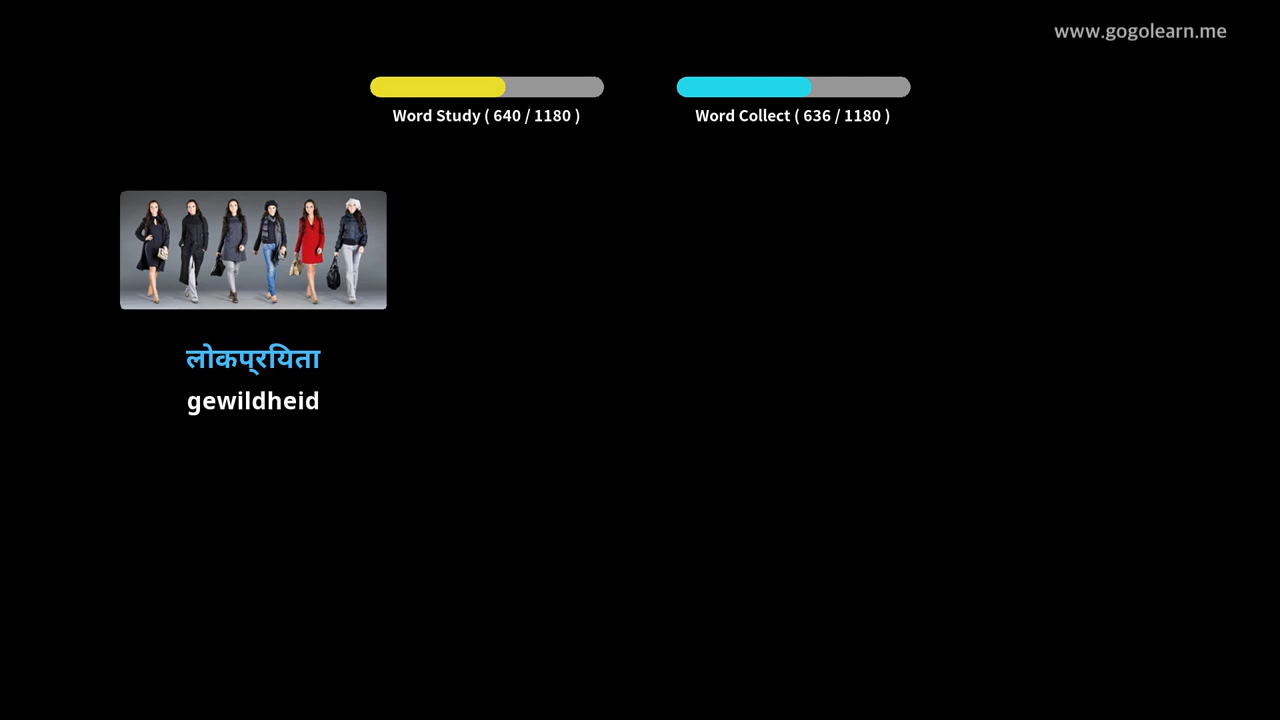 www.gogolearn.me
Word Study ( 640 / 1180 )
Word Collect ( 636 / 1180 )
लोकप्रियता
gewildheid